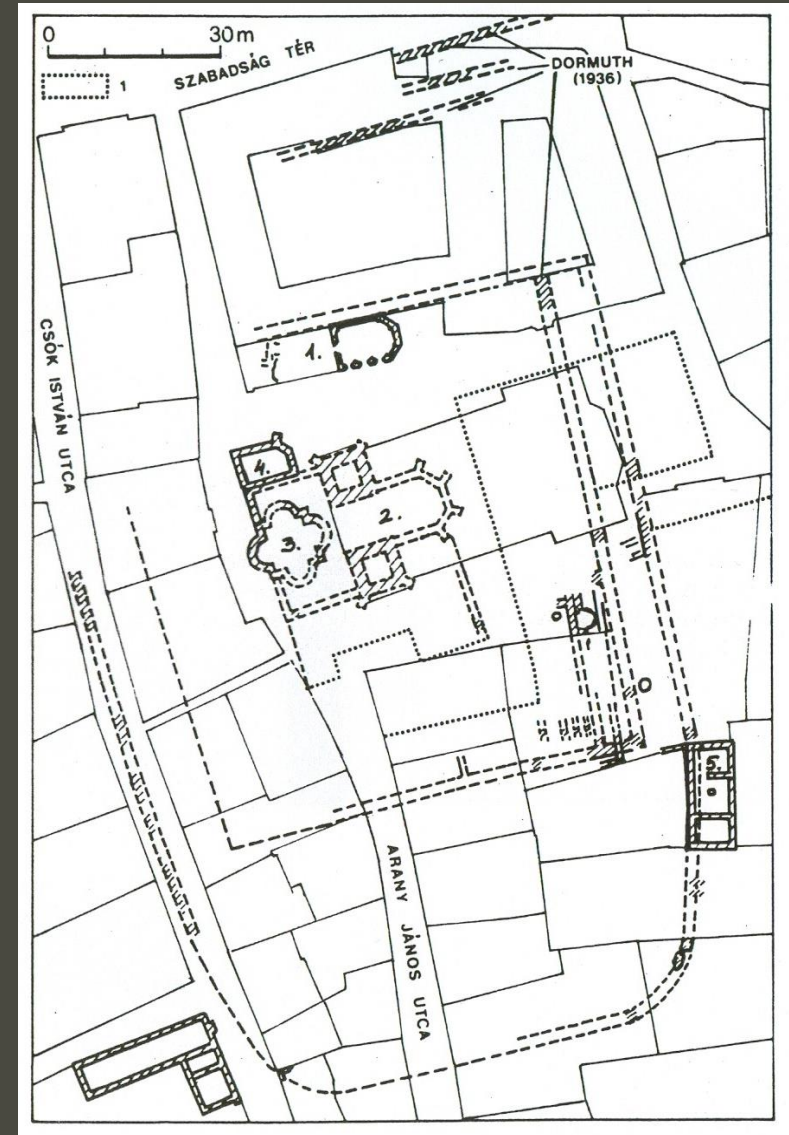 0 30m
SZABADSÁG TÉR
1
DORMUTH
(1936)
CSÓK ISTVÁN UTCA
1.
4.
2.
3.
5.
ARANY JÁNOS UTCA